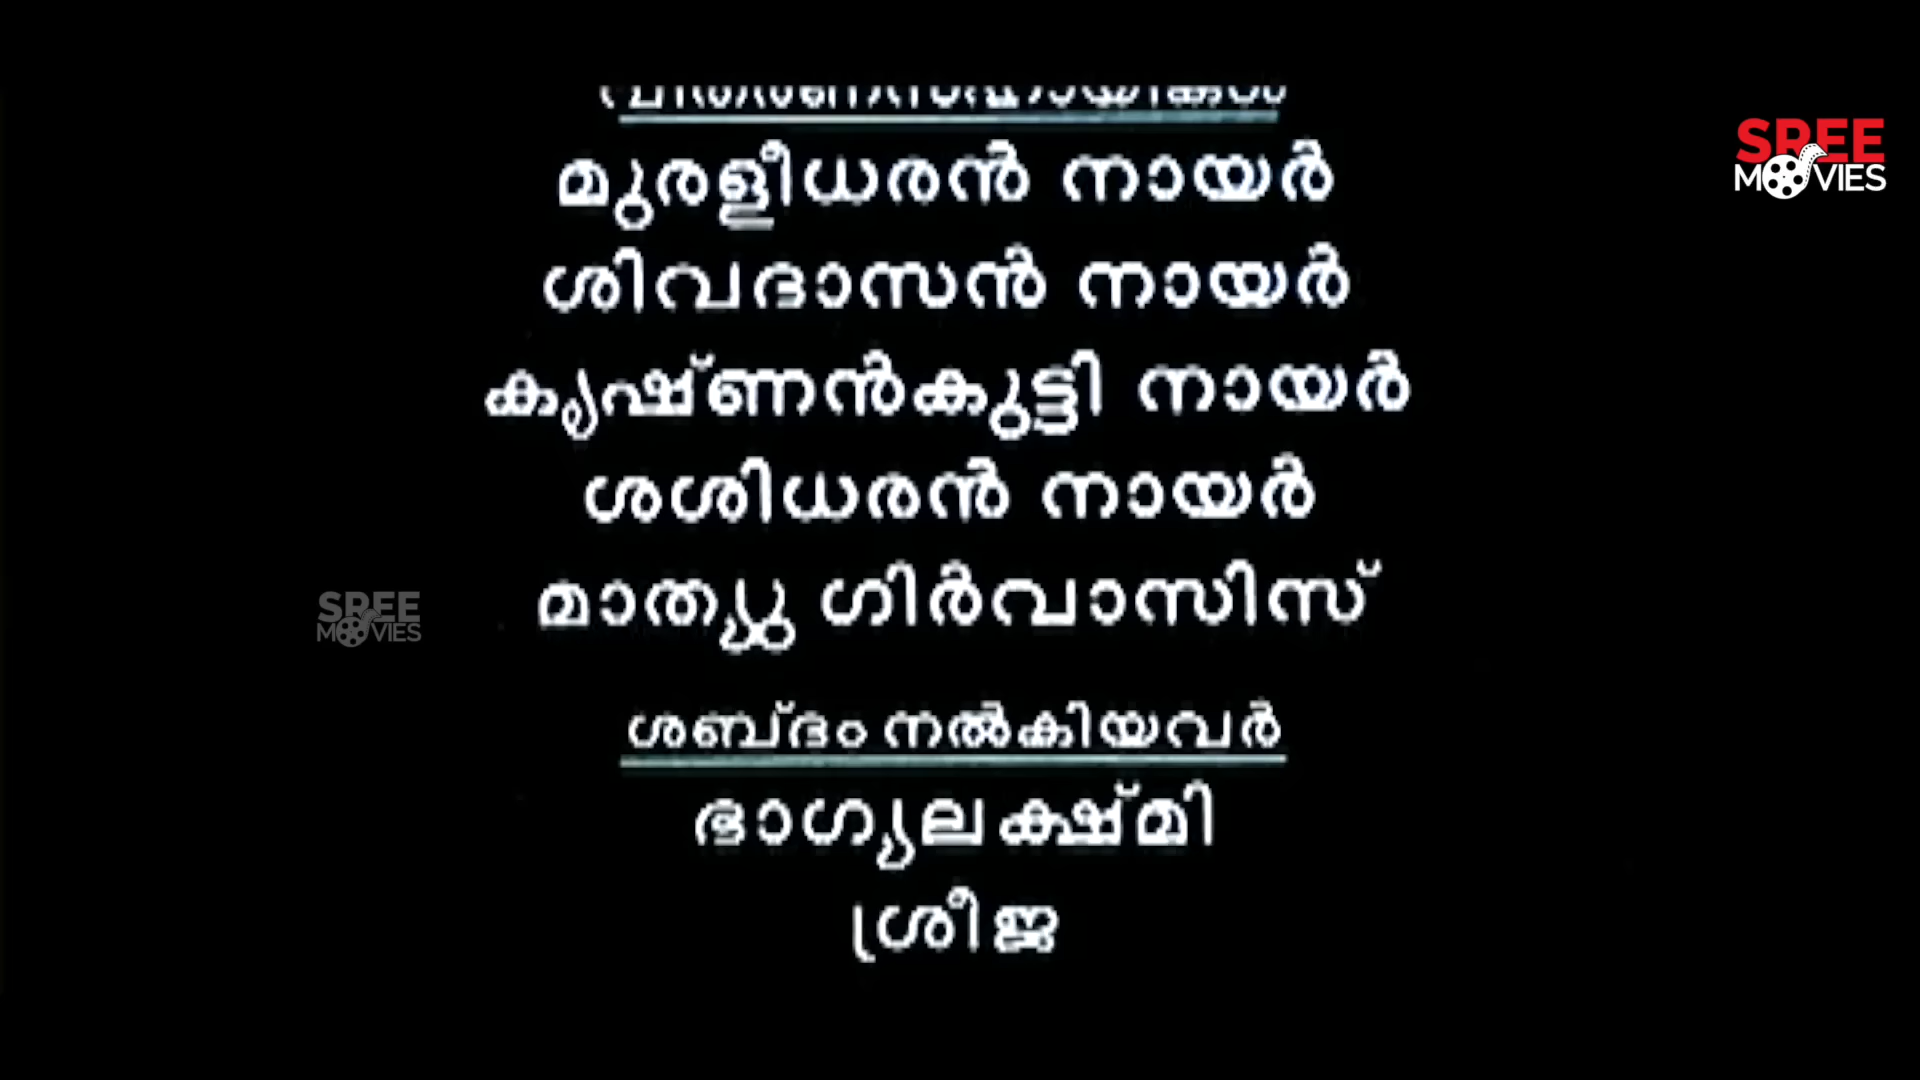 SREE
MOVIES
മുരളീധരൻ നായർ
ശിവദാസൻ നായർ
കൃഷ്ണൻകുട്ടി നായർ
ശശിധരൻ നായർ
മാത്യു ഗിർവാസിസ്
SREE
MOVIES
ശബ്ദം നൽകിയവർ
ഭാഗ്യലക്ഷ്മി
ശ്രീജ